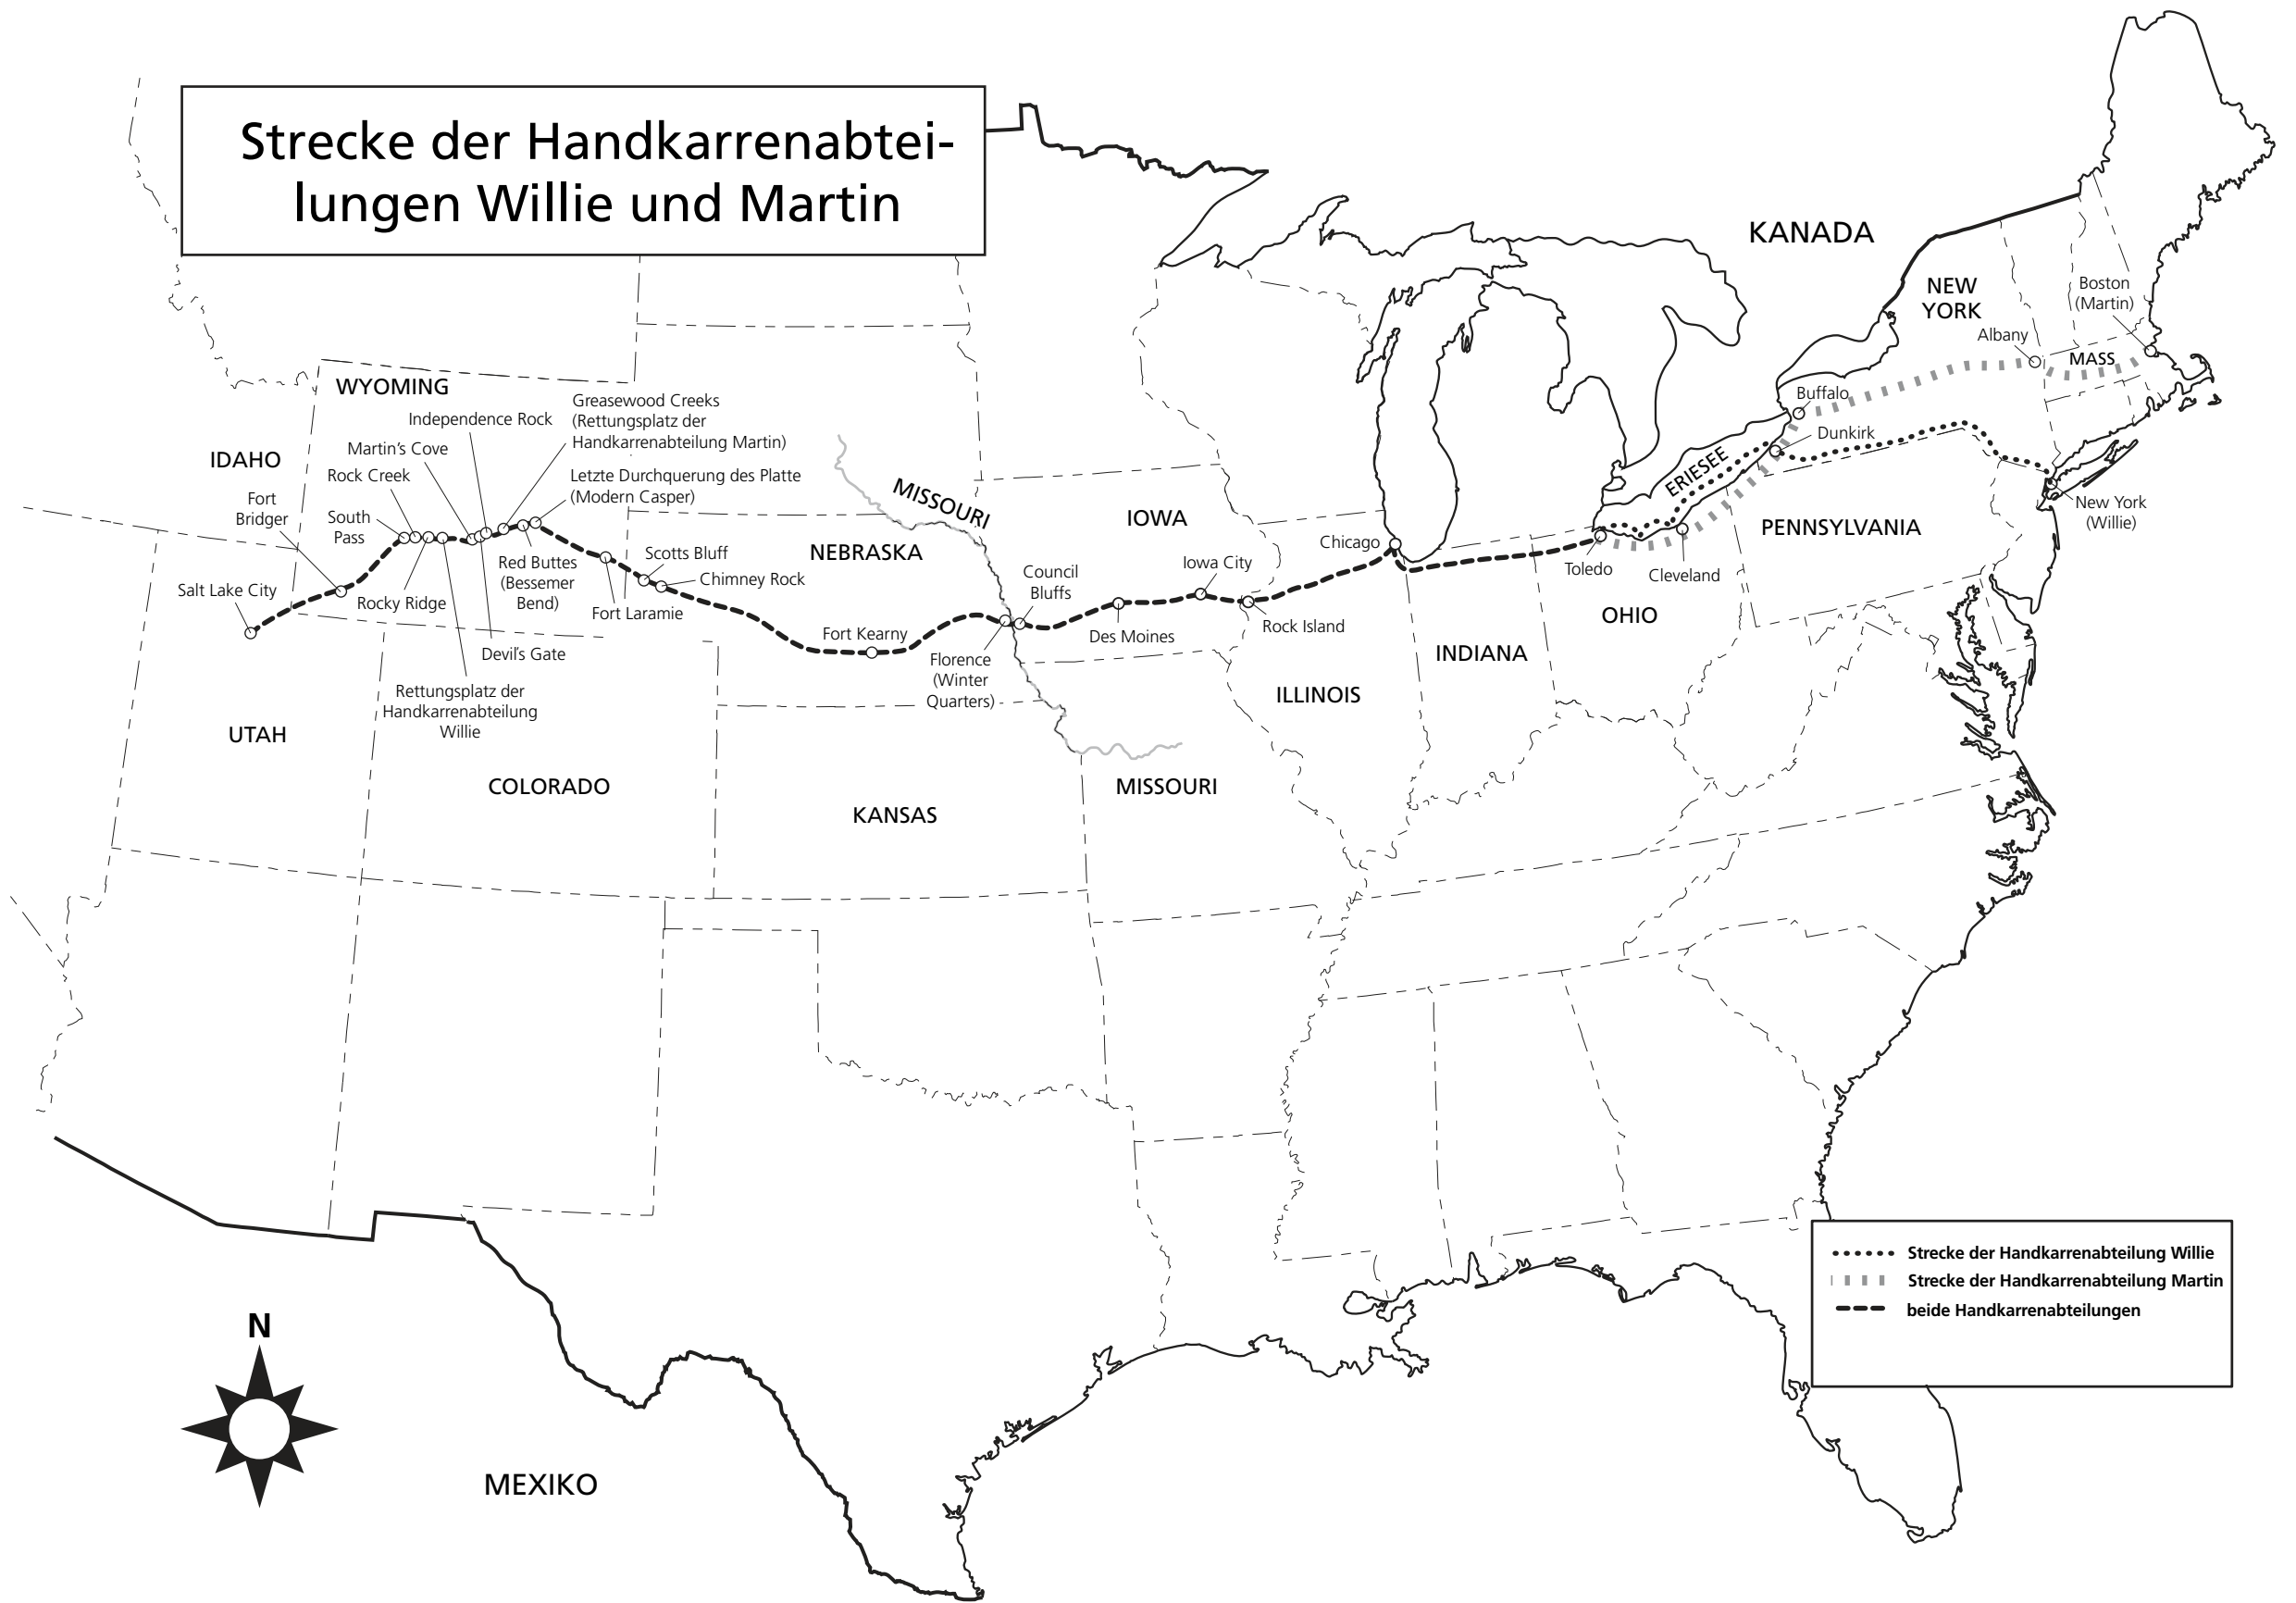 Strecke der Handkarrenabtei-
lungen Willie und Martin
KANADA
NEW
YORK
Boston
(Martin)
Albany
MASS.
Buffalo
Dunkirk
ERIESEE
New York
(Willie)
PENNSYLVANIA
Toledo
Cleveland
OHIO
INDIANA
Chicago
ILLINOIS
Rock Island
Iowa City
IOWA
Des Moines
Council
Bluffs
MISSOURI
Florence
(Winter
Quarters)
NEBRASKA
Fort Kearny
Chimney Rock
Scotts Bluff
Fort Laramie
WYOMING
Greasewood Creeks
(Rettungsplatz der
Handkarrenabteilung Martin)
Letzte Durchquerung des Platte
(Modern Casper)
Independence Rock
Martin’s Cove
Rock Creek
IDAHO
Fort
Bridger
South
Pass
Salt Lake City
Rocky Ridge
Red Buttes
(Bessemer
Bend)
Devil’s Gate
Rettungsplatz der
Handkarrenabteilung
Willie
UTAH
COLORADO
KANSAS
MISSOURI
N
MEXIKO
Strecke der Handkarrenabteilung Willie
Strecke der Handkarrenabteilung Martin
beide Handkarrenabteilungen